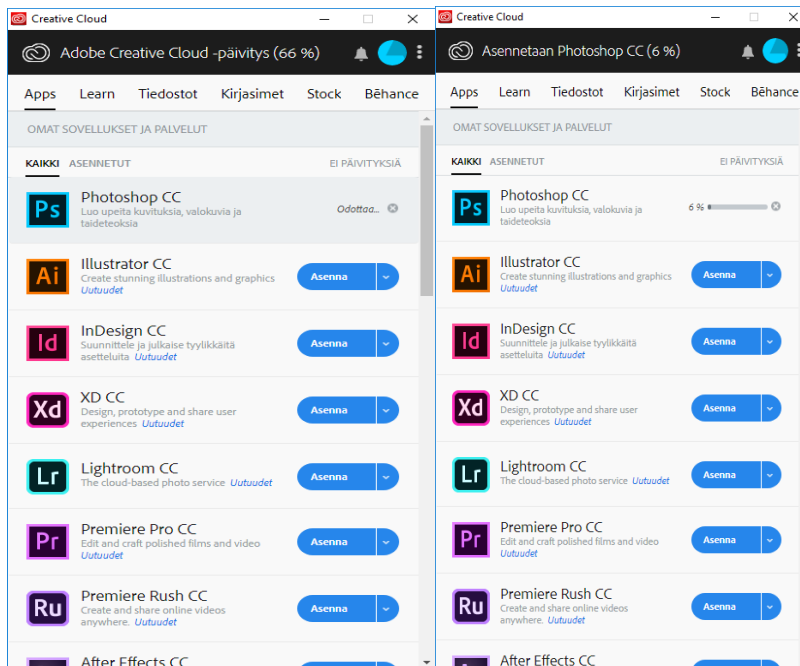 Creative Cloud
Adobe Creative Cloud -päivitys (66 %)
Apps Learn Tiedostot Kirjasimet Stock Bēhance
OMAT SOVELLUKSET JA PALVELUT
KAIKKI ASENNETUT EI PÄIVITYKSIÄ
Ps Photoshop CC
Luo upeita kuvituksia, valokuvia ja
taideteoksia
Odottaa...
Ai Illustrator CC
Create stunning illustrations and graphics
Uutuudet
Asenna
Id InDesign CC
Suunnittele ja julkaise tyylikkäitä
asetteluita Uutuudet
Asenna
Xd XD CC
Design, prototype and share user
experiences Uutuudet
Asenna
Lr Lightroom CC
The cloud-based photo service Uutuudet
Asenna
Pr Premiere Pro CC
Edit and craft polished films and video
Uutuudet
Asenna
Ru Premiere Rush CC
Create and share online videos
anywhere. Uutuudet
Asenna
After Effects CC
Creative Cloud
Asennetaan Photoshop CC (6 %)
Apps Learn Tiedostot Kirjasimet Stock Bēhance
OMAT SOVELLUKSET JA PALVELUT
KAIKKI ASENNETUT EI PÄIVITYKSIÄ
Ps Photoshop CC
Luo upeita kuvituksia, valokuvia ja
taideteoksia
6 %
Ai Illustrator CC
Create stunning illustrations and graphics
Uutuudet
Asenna
Id InDesign CC
Suunnittele ja julkaise tyylikkäitä
asetteluita Uutuudet
Asenna
Xd XD CC
Design, prototype and share user
experiences Uutuudet
Asenna
Lr Lightroom CC
The cloud-based photo service Uutuudet
Asenna
Pr Premiere Pro CC
Edit and craft polished films and video
Uutuudet
Asenna
Ru Premiere Rush CC
Create and share online videos
anywhere. Uutuudet
Asenna
After Effects CC